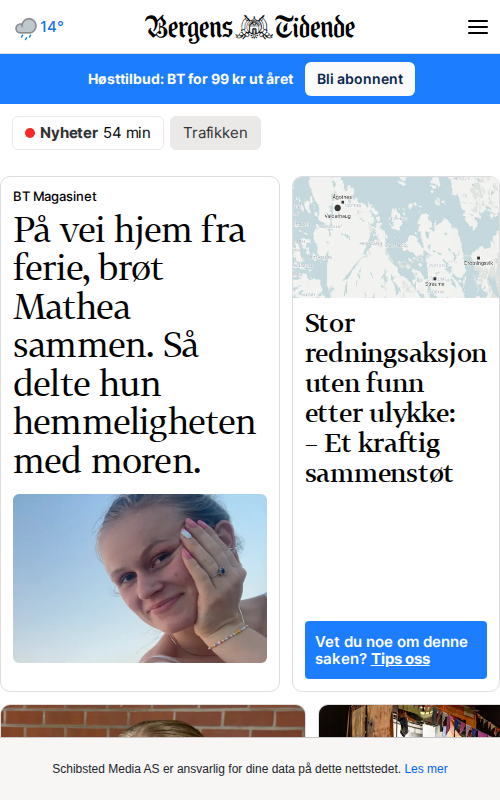 14°
Bergens Tidende
Høsttilbud: BT for 99 kr ut året
Bli abonnent
Nyheter 54 min
Trafikken
BT Magasinet
På vei hjem fra
ferie, brøt
Mathea
sammen. Så
delte hun
hemmeligheten
med moren.
Ågotnes
Valderhaug
Straume
Stor
redningsaksjon
uten funn
etter ulykke:
– Et kraftig
sammenstøt
Vet du noe om denne
saken? Tips oss
Schibsted Media AS er ansvarlig for dine data på dette nettstedet. Les mer